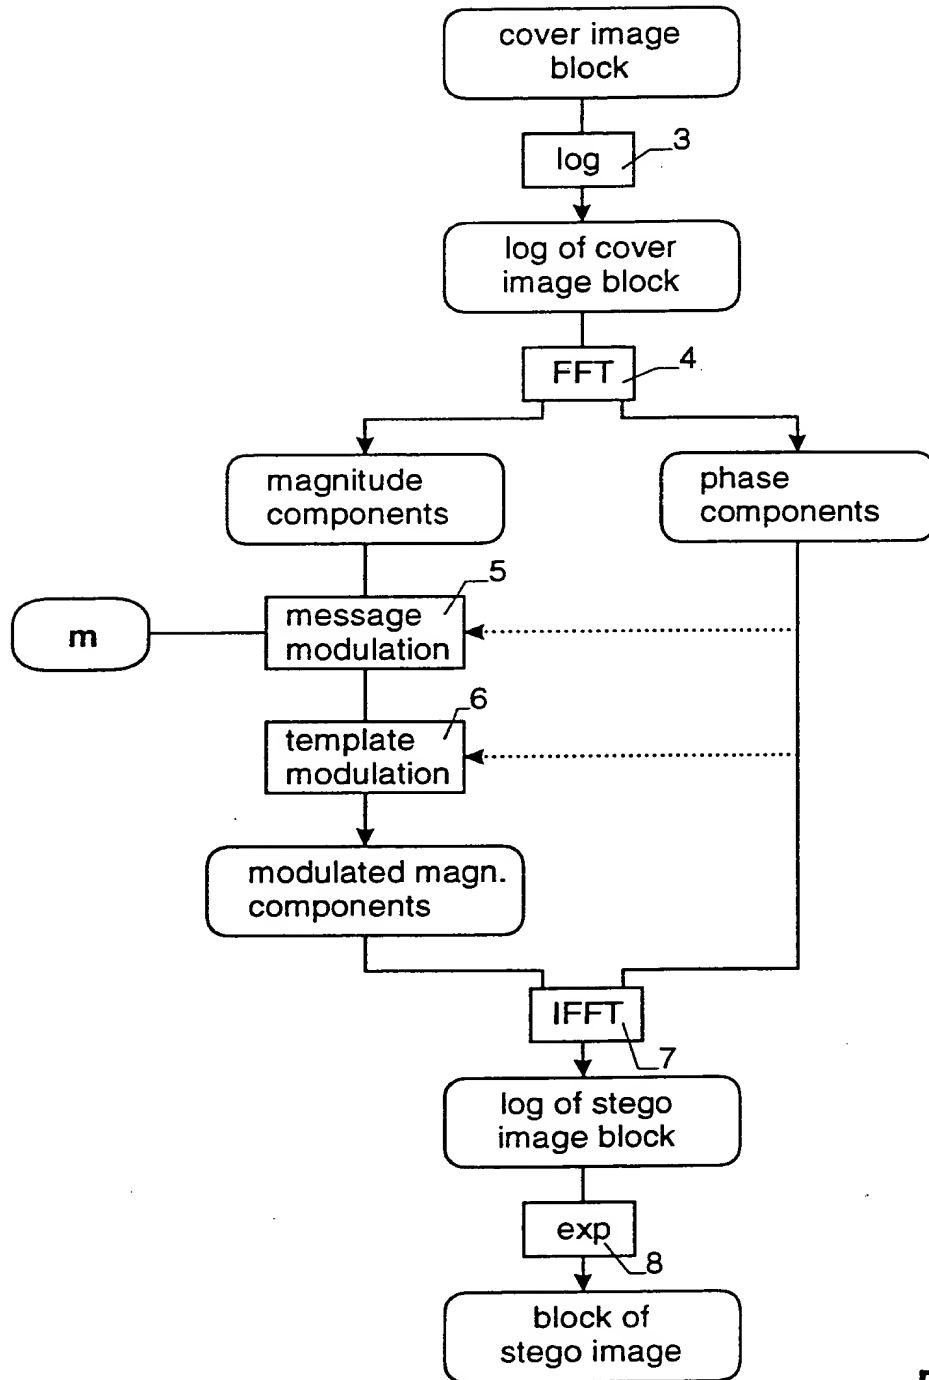 cover image
block
log
3
log of cover
image block
FFT
4
magnitude
components
phase
components
5
m
message
modulation
6
template
modulation
modulated magn.
components
IFFT
7
log of stego
image block
exp
8
block of
stego image